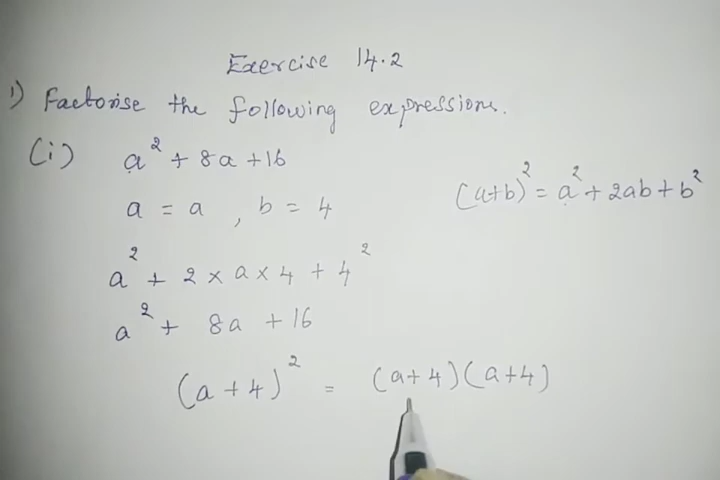 Exercise 14.2
1) Factorise the following expressions.
(i) a² + 8a + 16
a = a , b = 4
(a+b)² = a² + 2ab + b²
a² + 2 × a × 4 + 4²
a² + 8a + 16
(a + 4)² = (a + 4) (a + 4)